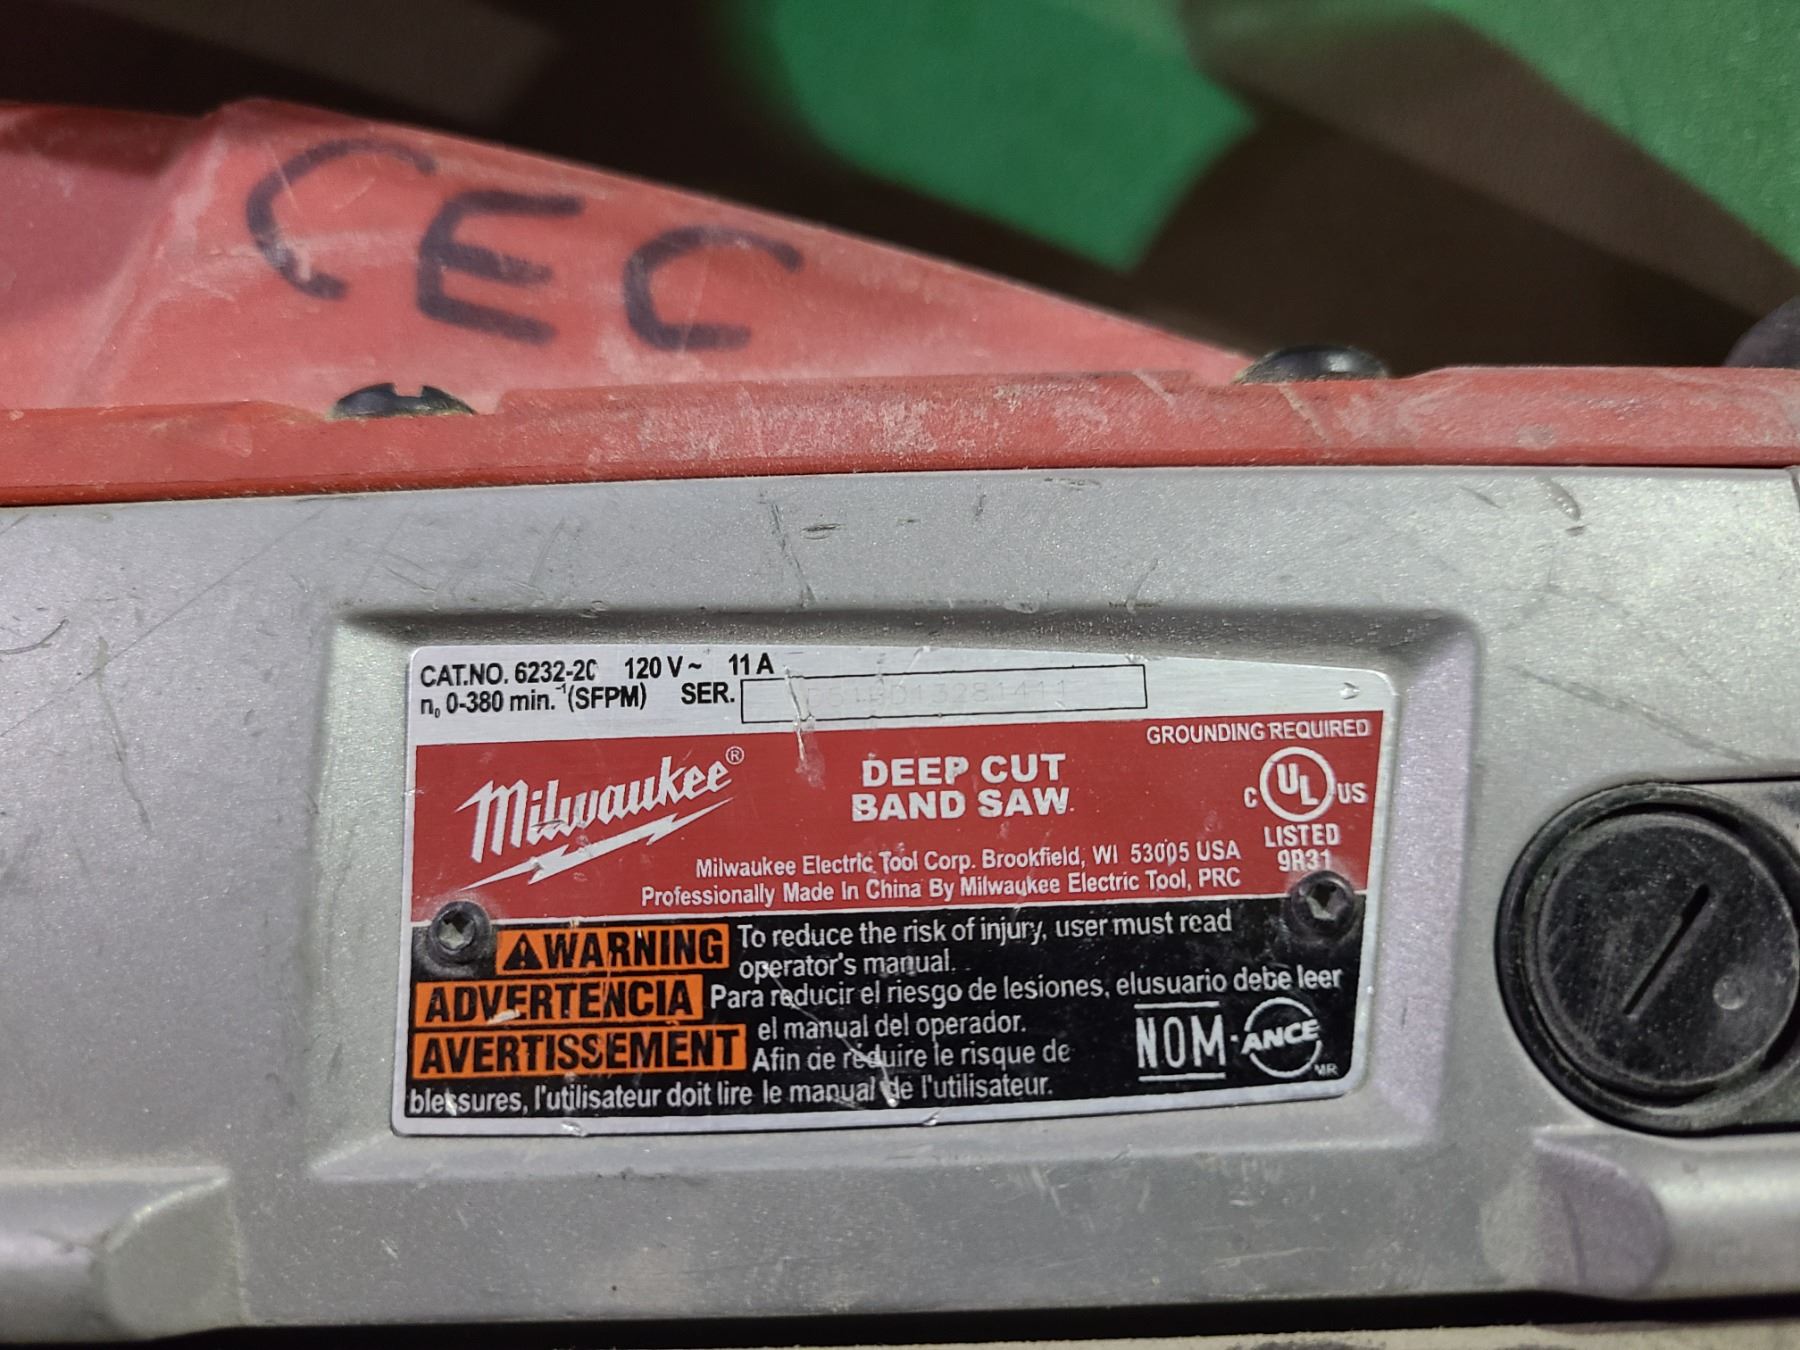 CEC
CAT.NO. 6232-20 120 V~ 11 A
n₀ 0-380 min.⁻¹ (SFPM) SER.
GROUNDING REQUIRED
Milwaukee®
DEEP CUT
BAND SAW
C UL US
LISTED
9R31
Milwaukee Electric Tool Corp. Brookfield, WI 53005 USA
Professionally Made In China By Milwaukee Electric Tool, PRC
WARNING To reduce the risk of injury, user must read
operator's manual.
ADVERTENCIA Para reducir el riesgo de lesiones, elusuario debe leer
el manual del operador.
AVERTISSEMENT Afin de réduire le risque de
blessures, l'utilisateur doit lire le manual de l'utilisateur.
NOM-ANCE
MR